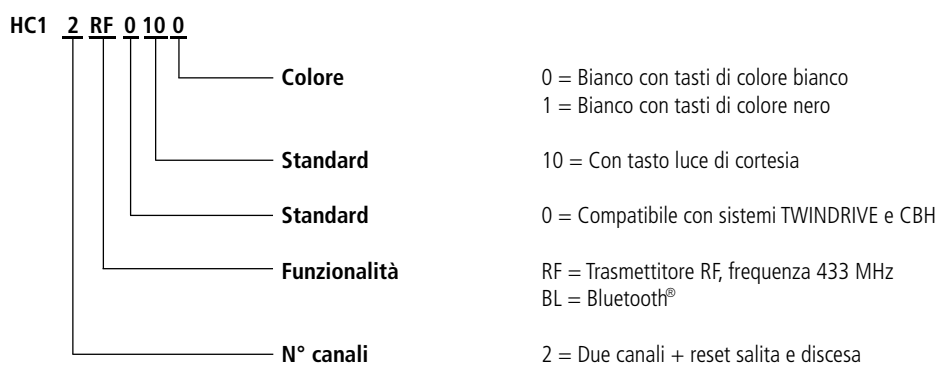 HC1 2 RF 0 10 0
Colore 0 = Bianco con tasti di colore bianco
1 = Bianco con tasti di colore nero
Standard 10 = Con tasto luce di cortesia
Standard 0 = Compatibile con sistemi TWINDRIVE e CBH
Funzionalità RF = Trasmettitore RF, frequenza 433 MHz
BL = Bluetooth®
N° canali 2 = Due canali + reset salita e discesa